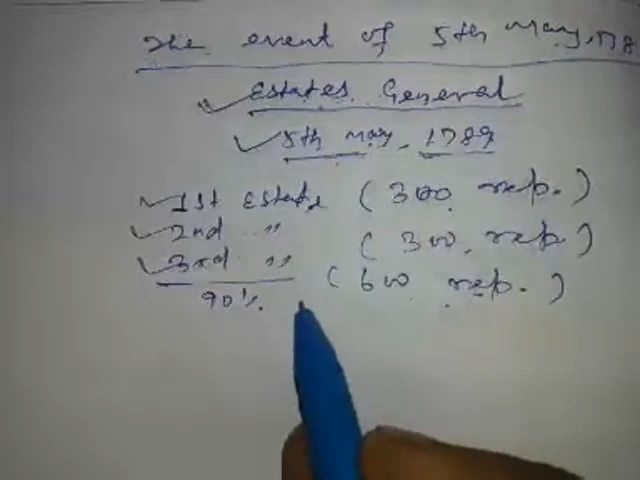 The event of 5th May, 178
Estates General
5th May, 1789
1st Estate (300 rep.)
2nd " (300 rep.)
3rd " (600 rep.)
90%